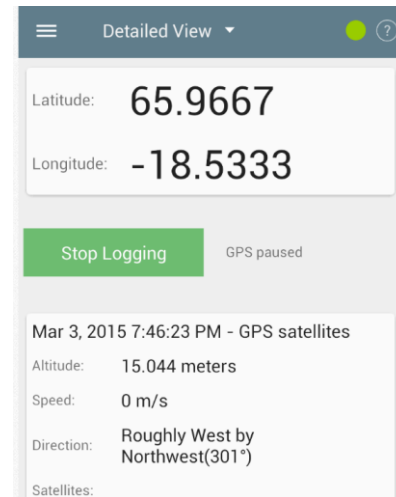 Detailed View
?
Latitude: 65.9667
Longitude: -18.5333
Stop Logging GPS paused
Mar 3, 2015 7:46:23 PM - GPS satellites
Altitude: 15.044 meters
Speed: 0 m/s
Direction: Roughly West by
Northwest(301°)
Satellites: